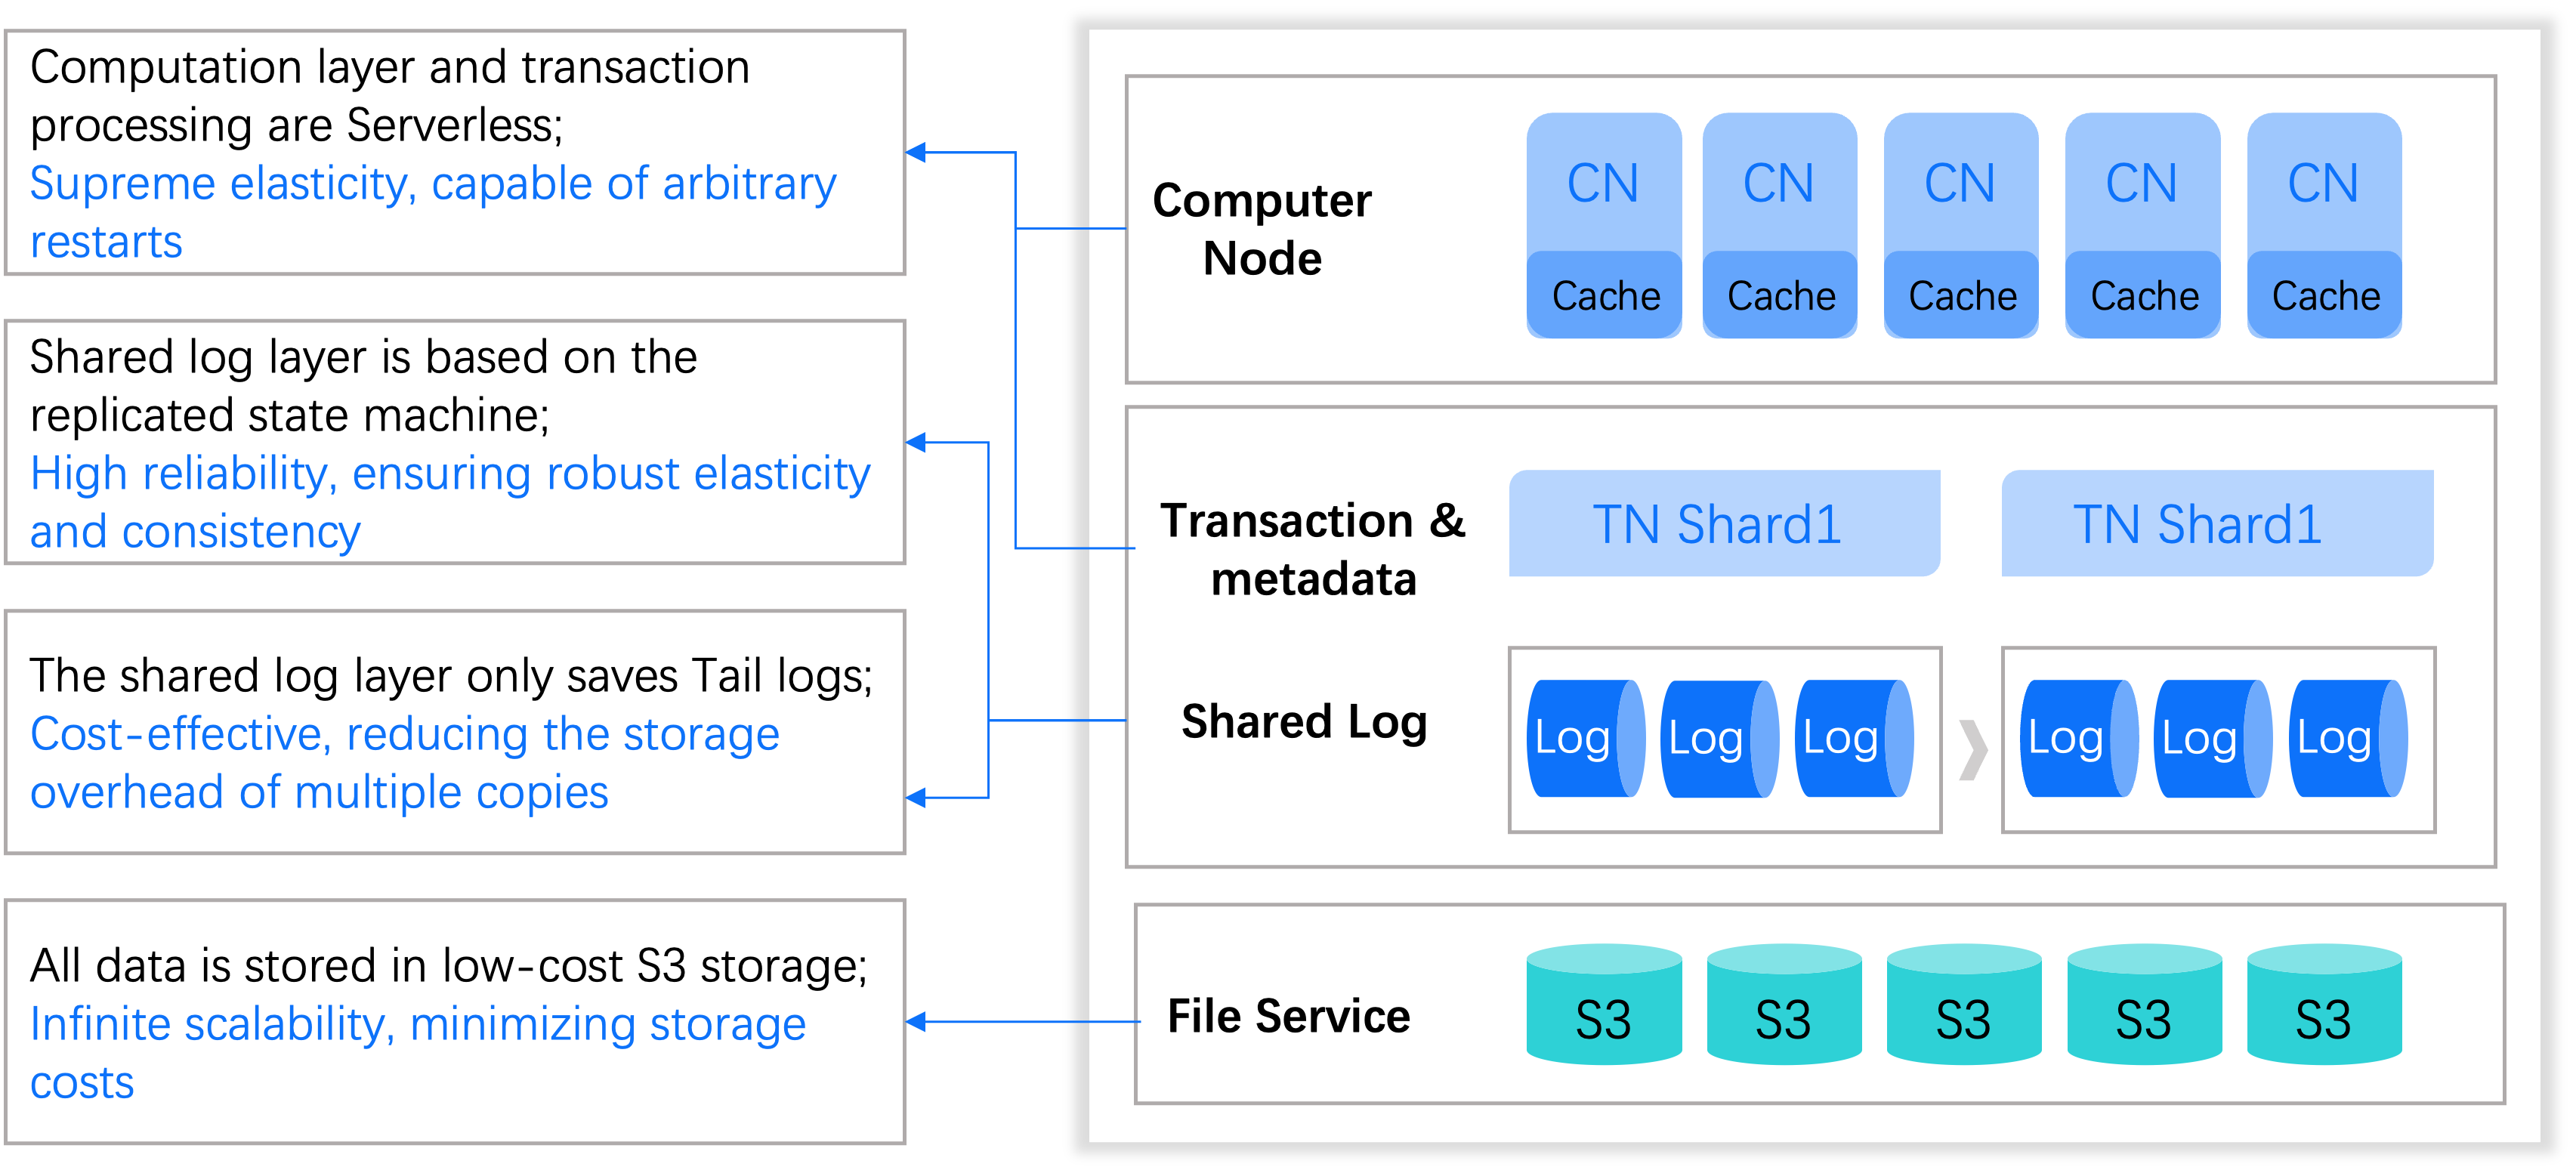 Computation layer and transaction
processing are Serverless;
Supreme elasticity, capable of arbitrary
restarts
Shared log layer is based on the
replicated state machine;
High reliability, ensuring robust elasticity
and consistency
The shared log layer only saves Tail logs;
Cost-effective, reducing the storage
overhead of multiple copies
All data is stored in low-cost S3 storage;
Infinite scalability, minimizing storage
costs
Computer
Node
CN CN CN CN CN
Cache Cache Cache Cache Cache
Transaction &
metadata
TN Shard1 TN Shard1
Shared Log
Log Log Log Log Log Log
File Service
S3 S3 S3 S3 S3